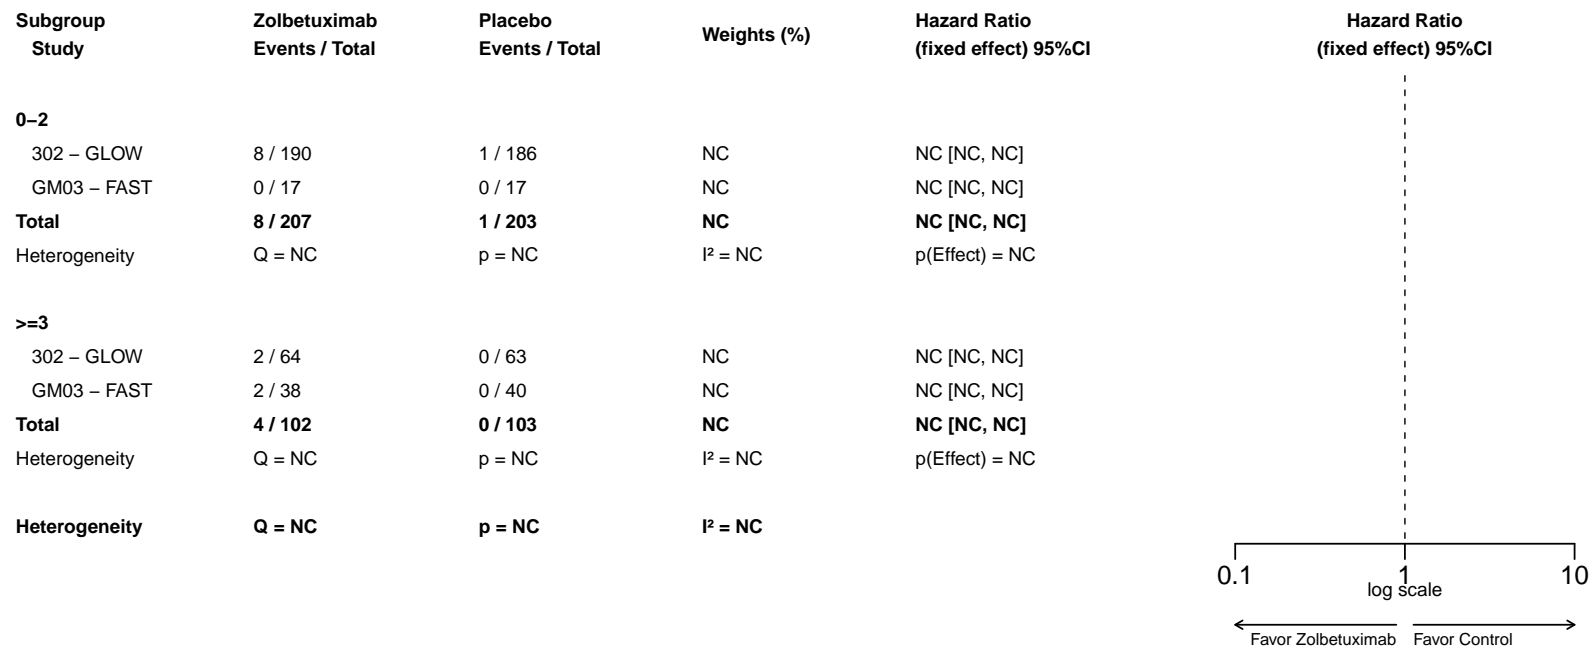 Subgroup Zolbetuximab Placebo Weights (%) Hazard Ratio Hazard Ratio
Study Events / Total Events / Total (fixed effect) 95%CI (fixed effect) 95%CI
0−2
302 − GLOW 8 / 190 1 / 186 NC NC [NC, NC]
GM03 − FAST 0 / 17 0 / 17 NC NC [NC, NC]
Total 8 / 207 1 / 203 NC NC [NC, NC]
Heterogeneity Q = NC p = NC I² = NC p(Effect) = NC
>=3
302 − GLOW 2 / 64 0 / 63 NC NC [NC, NC]
GM03 − FAST 2 / 38 0 / 40 NC NC [NC, NC]
Total 4 / 102 0 / 103 NC NC [NC, NC]
Heterogeneity Q = NC p = NC I² = NC p(Effect) = NC
Heterogeneity Q = NC p = NC I² = NC
0.1 1 10
log scale
Favor Zolbetuximab Favor Control